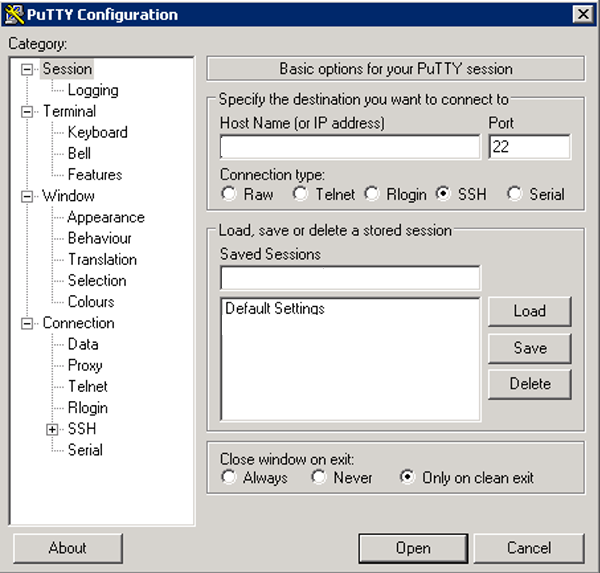 PuTTY Configuration
Category:
Session
Logging
Terminal
Keyboard
Bell
Features
Window
Appearance
Behaviour
Translation
Selection
Colours
Connection
Data
Proxy
Telnet
Rlogin
SSH
Serial
Basic options for your PuTTY session
Specify the destination you want to connect to
Host Name (or IP address) Port
22
Connection type:
Raw Telnet Rlogin SSH Serial
Load, save or delete a stored session
Saved Sessions
Default Settings
Load
Save
Delete
Close window on exit:
Always Never Only on clean exit
About Open Cancel